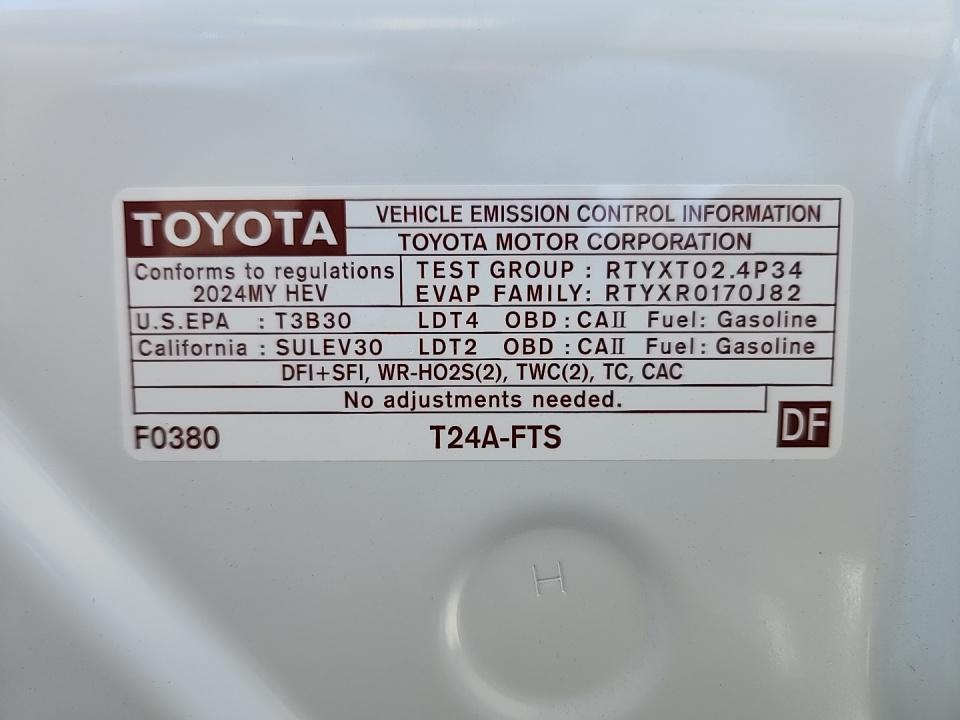 TOYOTA
VEHICLE EMISSION CONTROL INFORMATION
TOYOTA MOTOR CORPORATION
Conforms to regulations
2024MY HEV
TEST GROUP : RTYXT02.4P34
EVAP FAMILY: RTYXR0170J82
U.S.EPA : T3B30 LDT4 OBD : CAII Fuel: Gasoline
California : SULEV30 LDT2 OBD : CAII Fuel: Gasoline
DFI+SFI, WR-HO2S(2), TWC(2), TC, CAC
No adjustments needed.
F0380 T24A-FTS DF
H